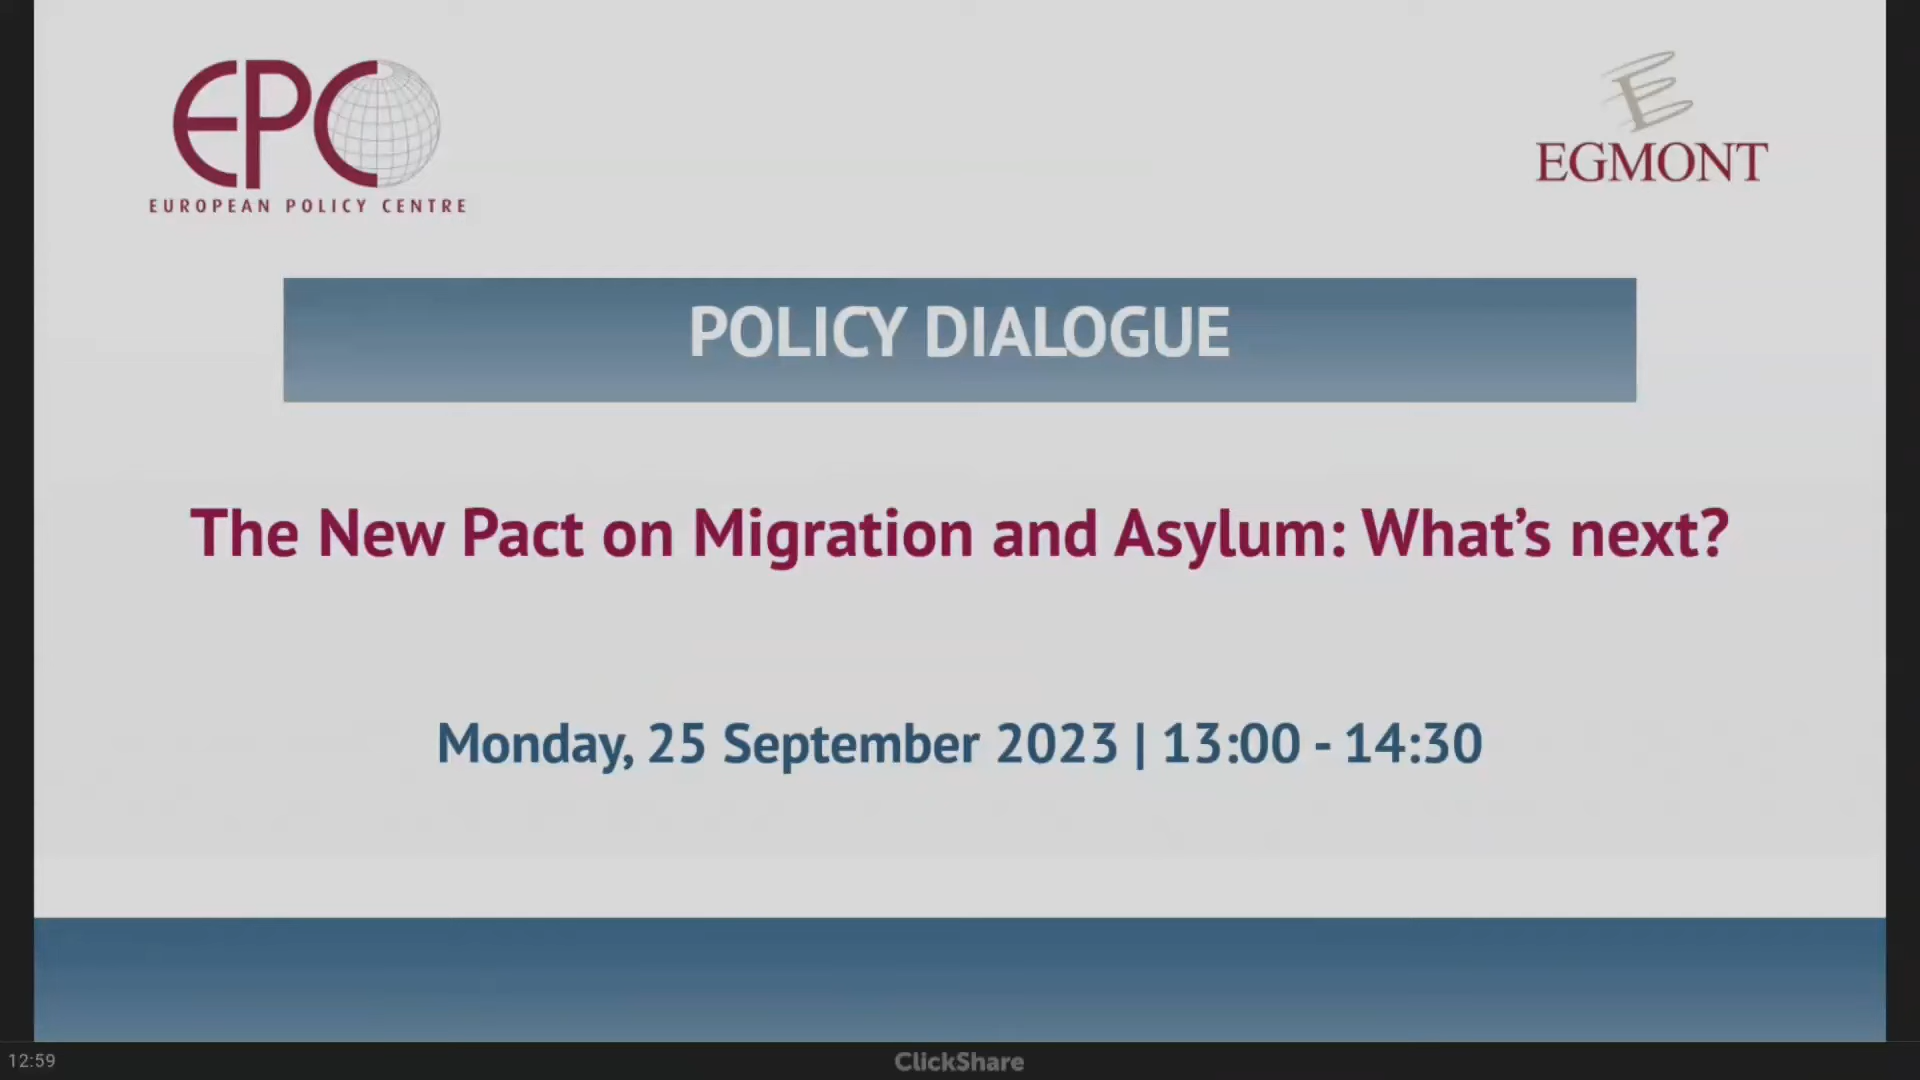 EPC
EUROPEAN POLICY CENTRE
E
EGMONT
POLICY DIALOGUE
The New Pact on Migration and Asylum: What's next?
Monday, 25 September 2023 | 13:00 - 14:30
12:59
ClickShare